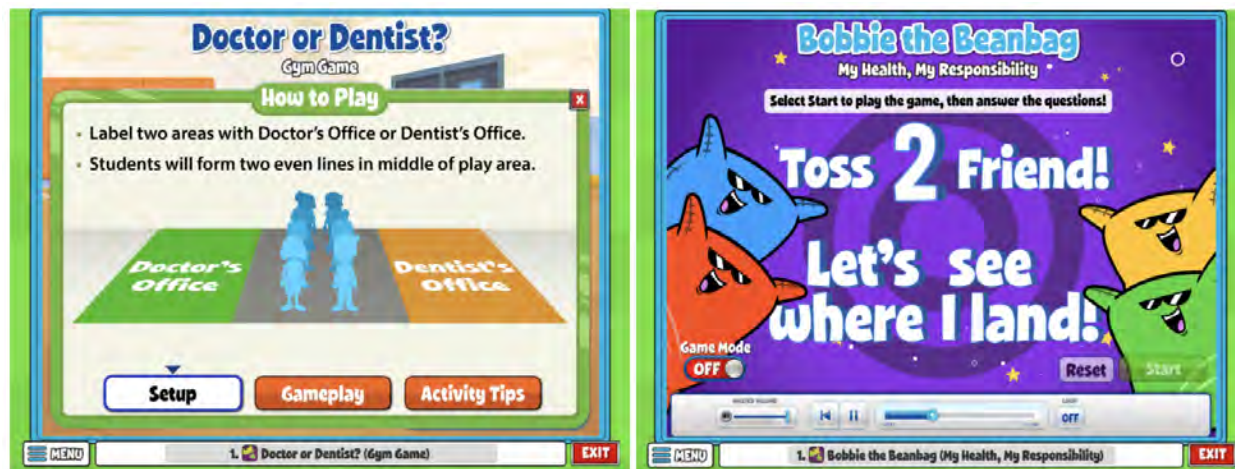 Doctor or Dentist?
Gym Game
How to Play
X
• Label two areas with Doctor's Office or Dentist's Office.
• Students will form two even lines in middle of play area.
Doctor's
Office
Dentist's
Office
Setup
Gameplay
Activity Tips
MENU
1. Doctor or Dentist? (Gym Game)
EXIT
Bobbie the Beanbag
My Health, My Responsibility
Select Start to play the game, then answer the questions!
Toss 2 Friend!
Let's see
where I land!
Game Mode
OFF
Reset
Start
OFF
MENU
1. Bobbie the Beanbag (My Health, My Responsibility)
EXIT